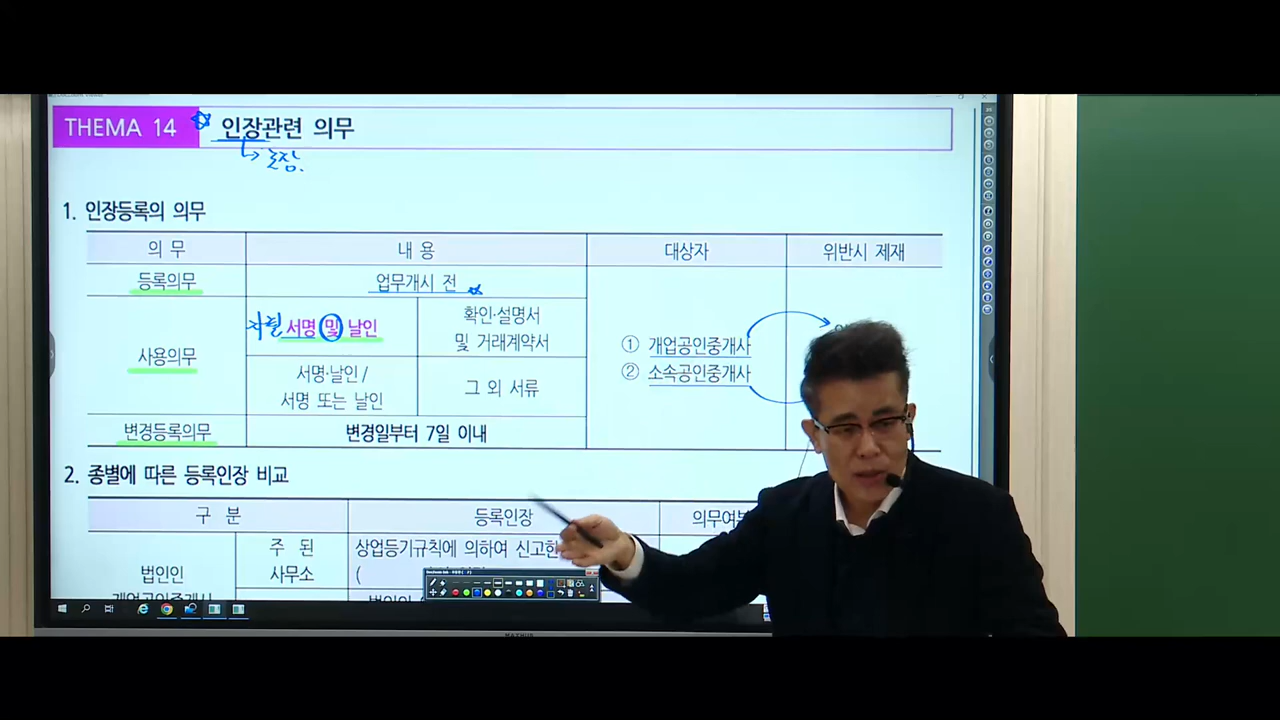 THEMA 14 인장관련 의무
도장.
1. 인장등록의 의무
의 무 내 용 대상자 위반시 제재
등록의무 업무개시 전
사용의무 서명 및 날인 확인·설명서
및 거래계약서
서명·날인 /
서명 또는 날인 그 외 서류
① 개업공인중개사
② 소속공인중개사
변경등록의무 변경일부터 7일 이내
2. 종별에 따른 등록인장 비교
구 분 등록인장 의무여부
법인인
주 된
사무소
상업등기규칙에 의하여 신고한
(